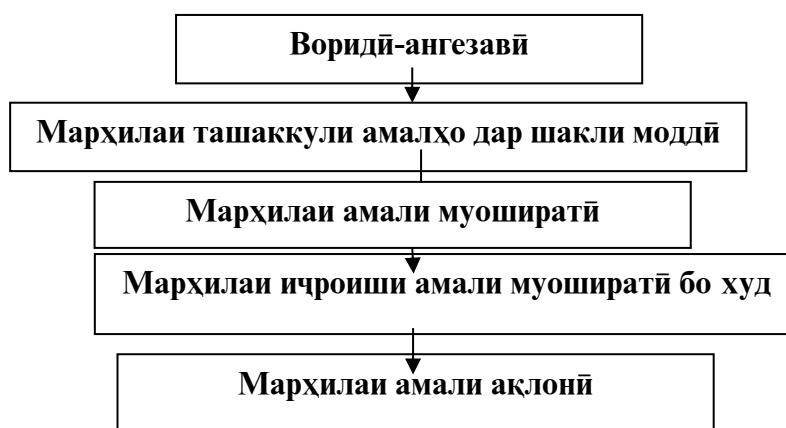 Воридӣ-ангезавӣ
Марҳилаи ташаккули амалҳо дар шакли моддӣ
Марҳилаи амали муоширатӣ
Марҳилаи иҷроиши амали муоширатӣ бо худ
Марҳилаи амали ақлонӣ